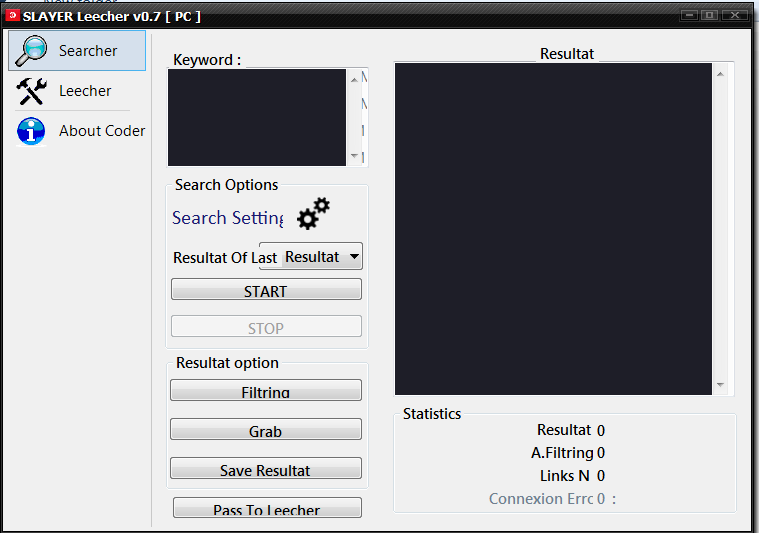 New folder
SLAYER Leecher v0.7 [ PC ]
Searcher
Leecher
About Coder
Keyword :
Search Options
Search Setting
Resultat Of Last
Resultat
START
STOP
Resultat option
Filtring
Grab
Save Resultat
Pass To Leecher
Resultat
Statistics
Resultat 0
A.Filtring 0
Links N 0
Connexion Errc 0 :